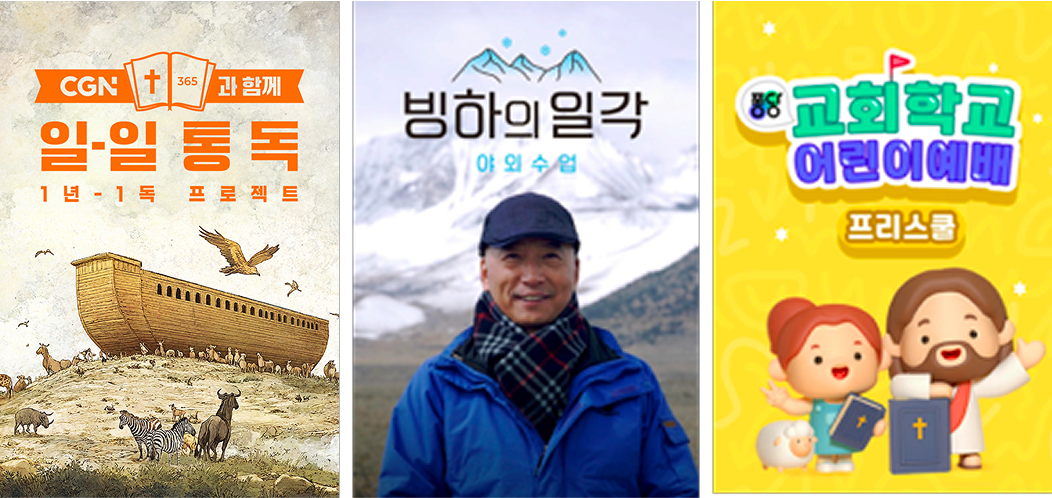 CGN 365 과 함께
일일 통독
1년-1독 프로젝트
빙하의 일각
야외수업
퐁당
교회학교
어린이예배
프리스쿨